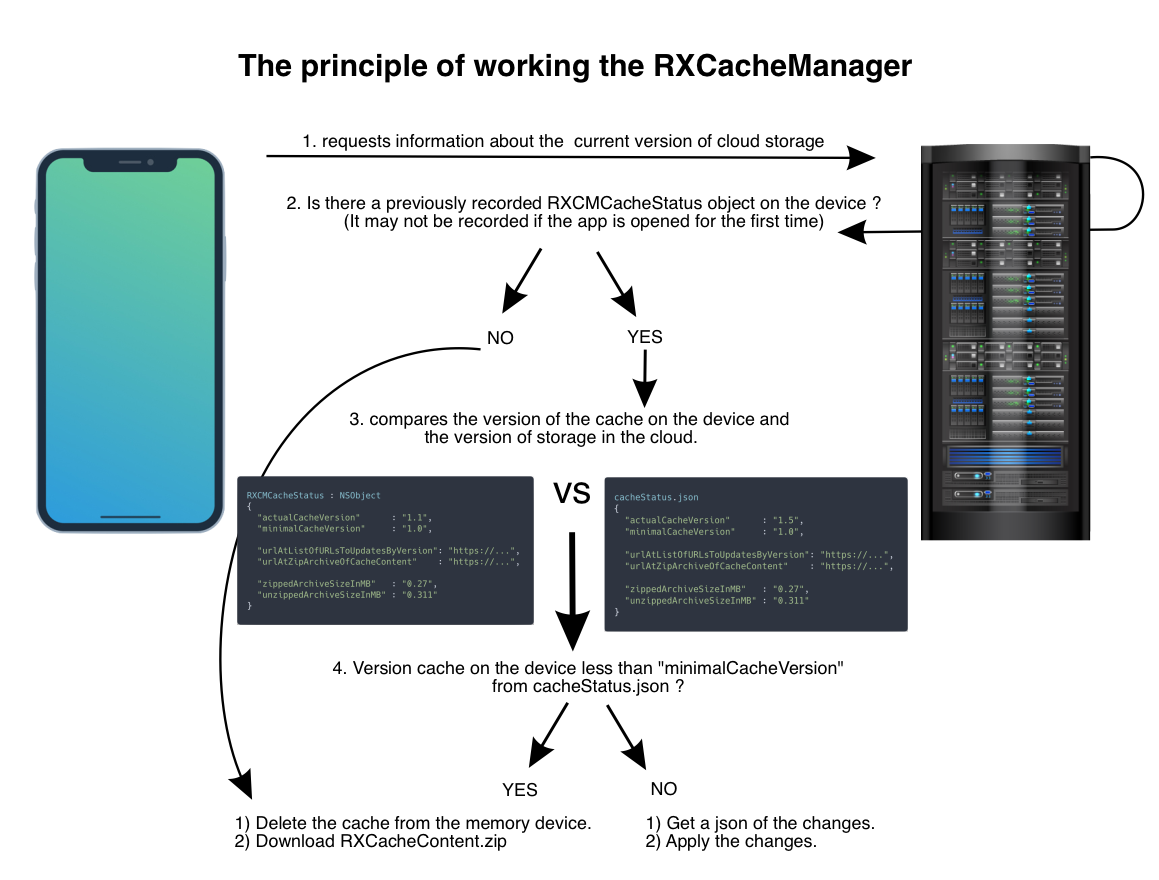 The principle of working the RXCacheManager
1. requests information about the  current version of cloud storage
2. Is there a previously recorded RXCMCacheStatus object on the device ?
(It may not be recorded if the app is opened for the first time)
NO
YES
3. compares the version of the cache on the device and
the version of storage in the cloud.
RXCMCacheStatus : NSObject
{
"actualCacheVersion"      : "1.1",
"minimalCacheVersion"     : "1.0",
"urlAtListOfURLsToUpdatesByVersion": "https://...",
"urlAtZipArchiveOfCacheContent"    : "https://...",
"zippedArchiveSizeInMB"   : "0.27",
"unzippedArchiveSizeInMB" : "0.311"
}
VS
cacheStatus.json
{
"actualCacheVersion"      : "1.5",
"minimalCacheVersion"     : "1.0",
"urlAtListOfURLsToUpdatesByVersion": "https://...",
"urlAtZipArchiveOfCacheContent"    : "https://...",
"zippedArchiveSizeInMB"   : "0.27",
"unzippedArchiveSizeInMB" : "0.311"
}
4. Version cache on the device less than "minimalCacheVersion"
from cacheStatus.json ?
YES
NO
1) Delete the cache from the memory device.
2) Download RXCacheContent.zip
1) Get a json of the changes.
2) Apply the changes.